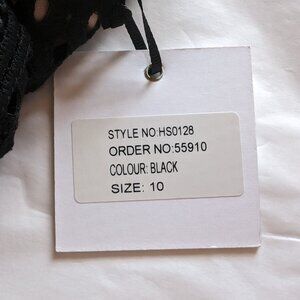 STYLE NO:HS0128
ORDER NO:55910
COLOUR: BLACK
SIZE: 10